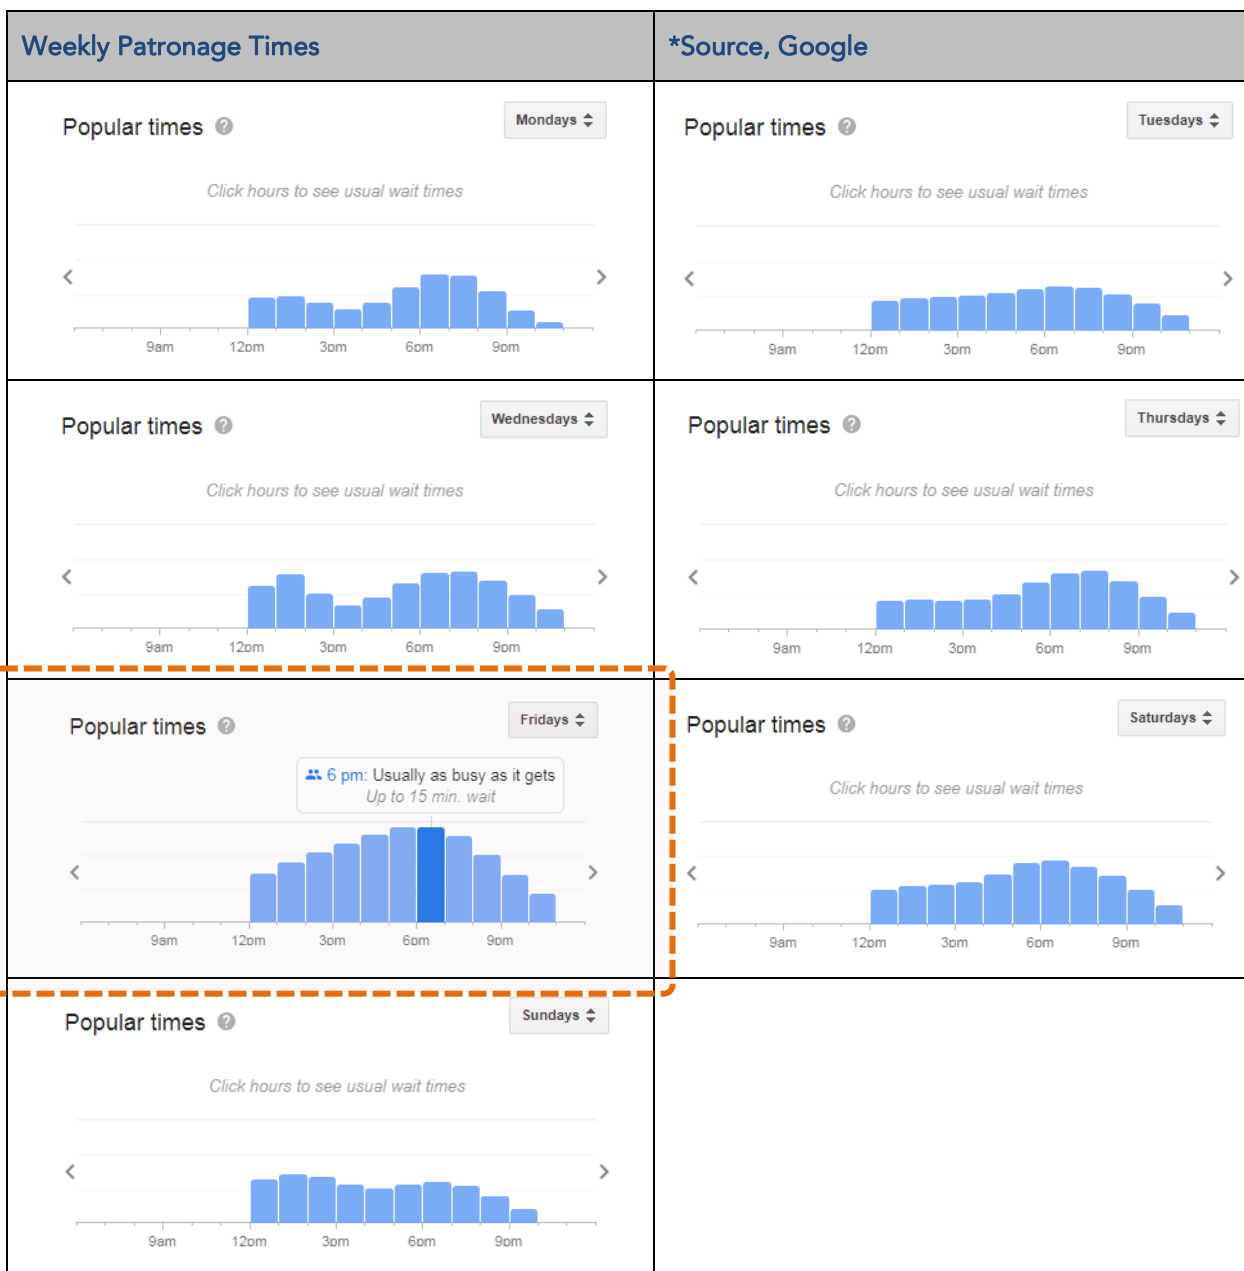 Weekly Patronage Times
*Source, Google
Popular times ?
Mondays
Click hours to see usual wait times
9am 12pm 3pm 6pm 9pm
Popular times ?
Tuesdays
Click hours to see usual wait times
9am 12pm 3pm 6pm 9pm
Popular times ?
Wednesdays
Click hours to see usual wait times
9am 12pm 3pm 6pm 9pm
Popular times ?
Thursdays
Click hours to see usual wait times
9am 12pm 3pm 6pm 9pm
Popular times ?
Fridays
6 pm: Usually as busy as it gets
Up to 15 min. wait
9am 12pm 3pm 6pm 9pm
Popular times ?
Saturdays
Click hours to see usual wait times
9am 12pm 3pm 6pm 9pm
Popular times ?
Sundays
Click hours to see usual wait times
9am 12pm 3pm 6pm 9pm